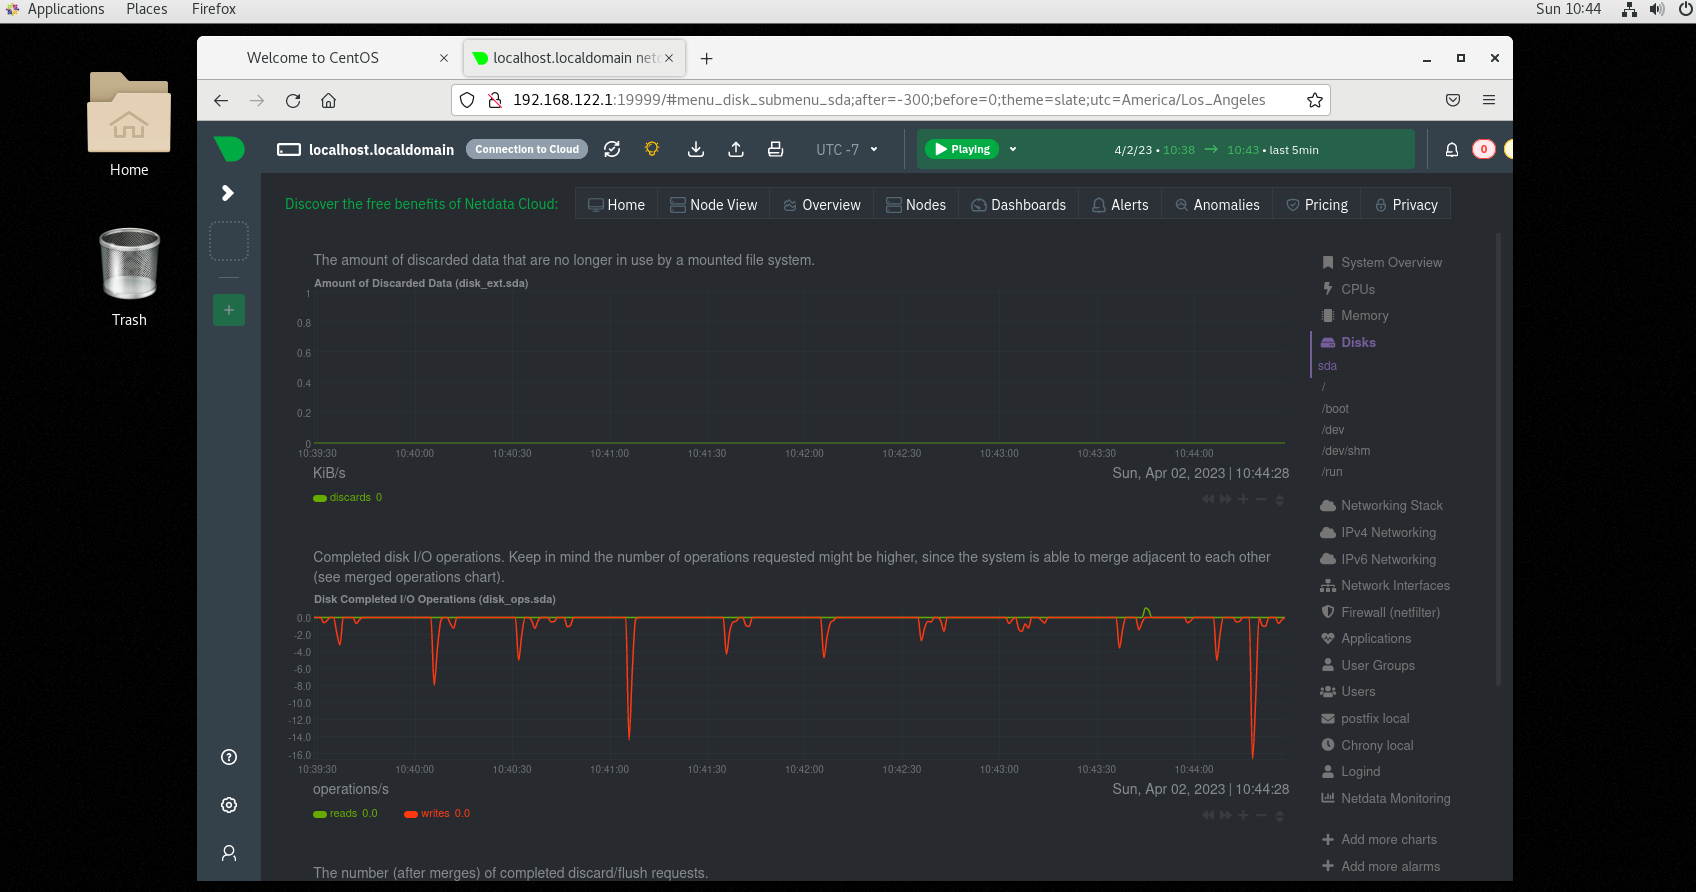 Applications Places Firefox Sun 10:44
Welcome to CentOS localhost.localdomain netd
192.168.122.1:19999/#menu_disk_submenu_sda;after=-300;before=0;theme=slate;utc=America/Los_Angeles
localhost.localdomain Connection to Cloud UTC -7 Playing 4/2/23 • 10:38 → 10:43 • last 5min 0
Discover the free benefits of Netdata Cloud: Home Node View Overview Nodes Dashboards Alerts Anomalies Pricing Privacy
Home
Trash
The amount of discarded data that are no longer in use by a mounted file system.
Amount of Discarded Data (disk_ext.sda)
1
0.8
0.6
0.4
0.2
0
10:39:30 10:40:00 10:40:30 10:41:00 10:41:30 10:42:00 10:42:30 10:43:00 10:43:30 10:44:00
KiB/s Sun, Apr 02, 2023 | 10:44:28
discards 0
Completed disk I/O operations. Keep in mind the number of operations requested might be higher, since the system is able to merge adjacent to each other
(see merged operations chart).
Disk Completed I/O Operations (disk_ops.sda)
0.0
-2.0
-4.0
-6.0
-8.0
-10.0
-12.0
-14.0
-16.0
10:39:30 10:40:00 10:40:30 10:41:00 10:41:30 10:42:00 10:42:30 10:43:00 10:43:30 10:44:00
operations/s Sun, Apr 02, 2023 | 10:44:28
reads 0.0 writes 0.0
The number (after merges) of completed discard/flush requests.
System Overview
CPUs
Memory
Disks
sda
/
/boot
/dev
/dev/shm
/run
Networking Stack
IPv4 Networking
IPv6 Networking
Network Interfaces
Firewall (netfilter)
Applications
User Groups
Users
postfix local
Chrony local
Logind
Netdata Monitoring
Add more charts
Add more alarms